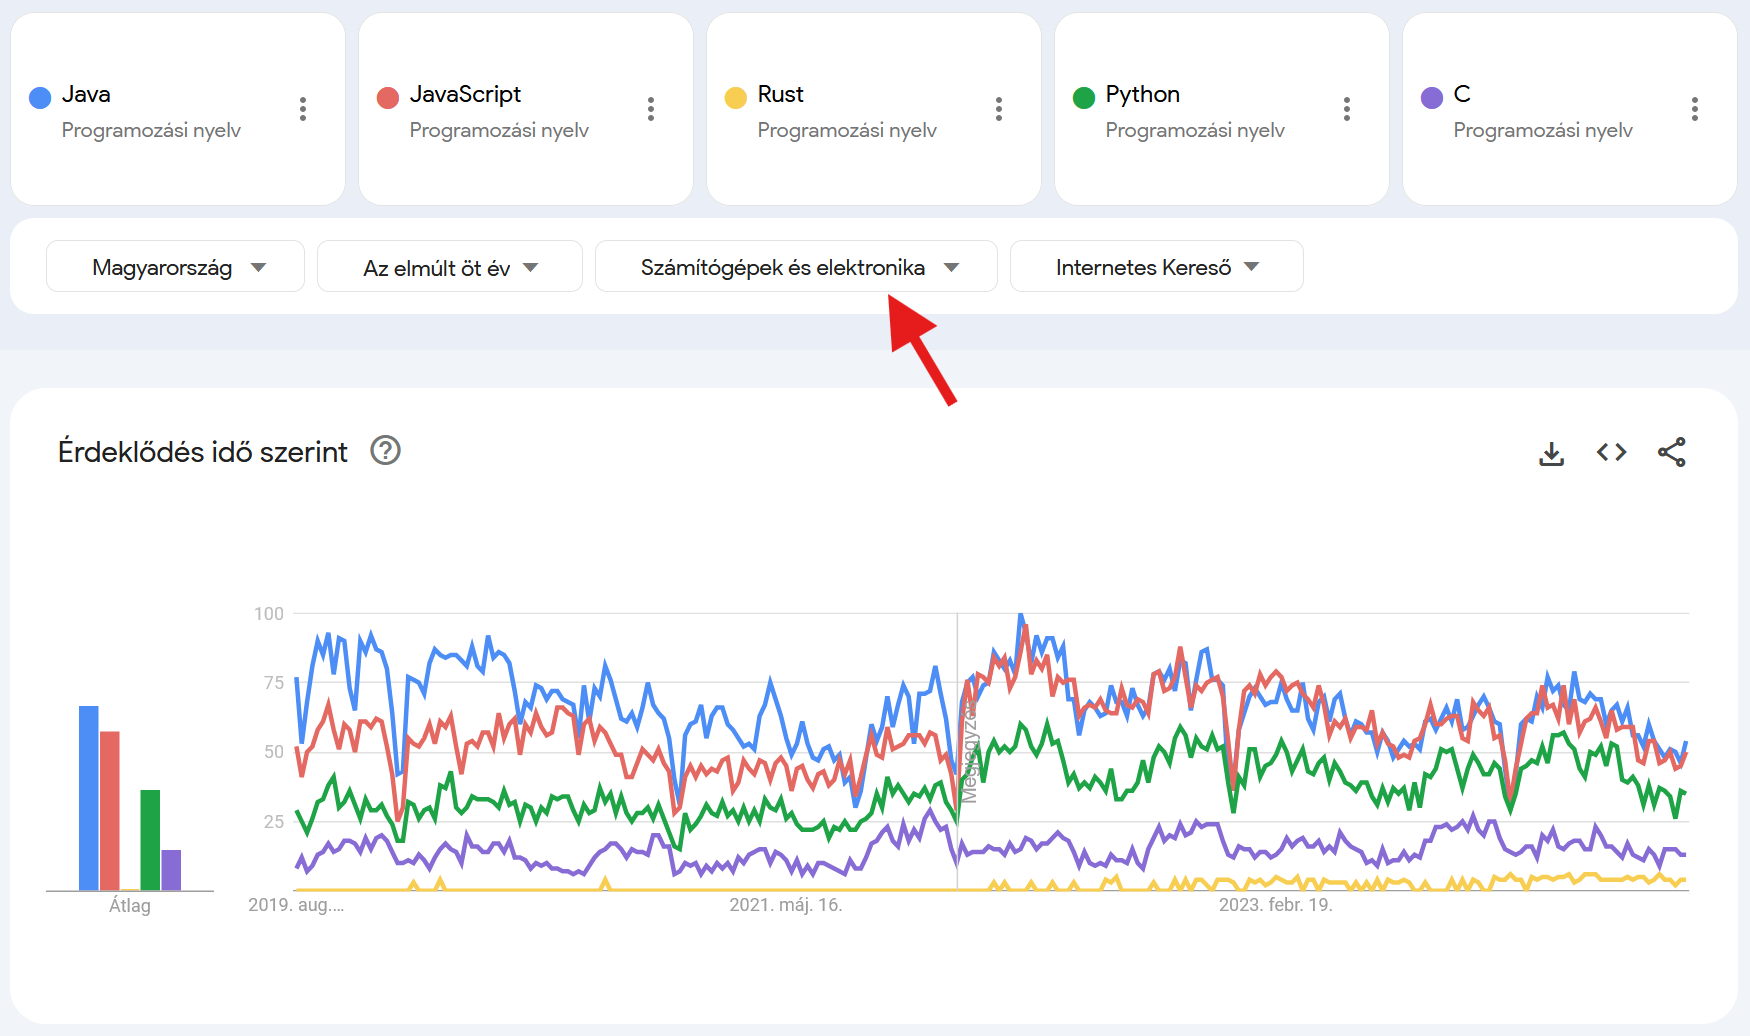 Java
Programozási nyelv
JavaScript
Programozási nyelv
Rust
Programozási nyelv
Python
Programozási nyelv
C
Programozási nyelv
Magyarország
Az elmúlt öt év
Számítógépek és elektronika
Internetes Kereső
Érdeklődés idő szerint
?
100
75
50
25
Megjegyzés
Átlag
2019. aug.…
2021. máj. 16.
2023. febr. 19.